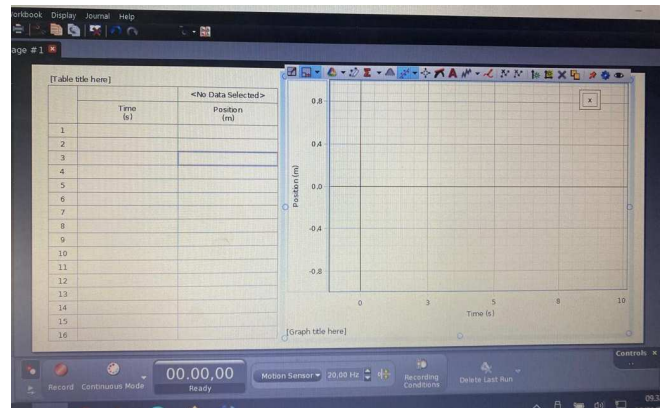 orkbook Display Journal Help
age #1
[Table title here]
<No Data Selected>
Time Position
(s) (m)
1
2
3
4
5
6
7
8
9
10
11
12
13
14
15
16
x
0,8
0,4
0,0
-0,4
-0,8
Position (m)
0 3 5 8 10
Time (s)
[Graph title here]
Controls x
Record Continuous Mode 00.00,00 Ready Motion Sensor 20,00 Hz Recording Conditions Delete Last Run
09.3